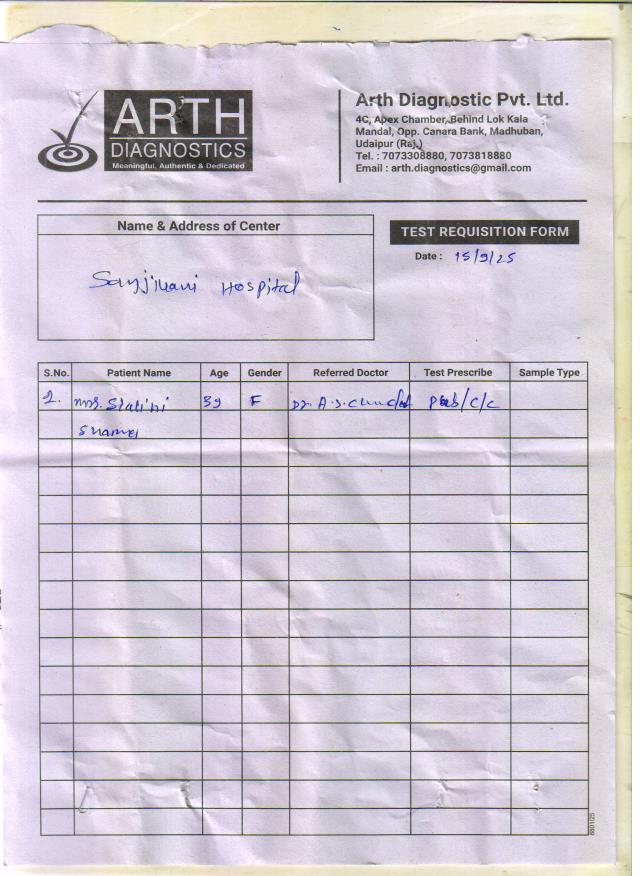 ARTH
DIAGNOSTICS
Meaningful, Authentic & Dedicated
Arth Diagnostic Pvt. Ltd.
4C, Apex Chamber, Behind Lok Kala
Mandal, Opp. Canara Bank, Madhuban,
Udaipur (Raj.)
Tel. : 7073308880, 7073818880
Email : arth.diagnostics@gmail.com
Name & Address of Center
Sanjivani Hospital
TEST REQUISITION FORM
Date : 15/9/25
S.No. Patient Name Age Gender Referred Doctor Test Prescribe Sample Type
1. Mrs. 39 F Dr. A.S. /c/c